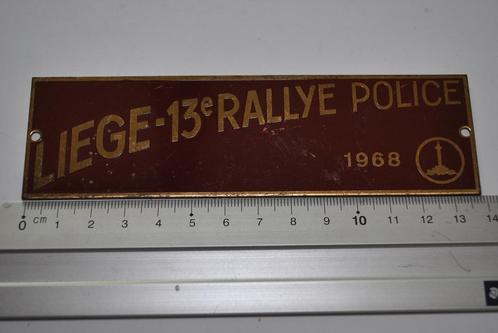 LIEGE-13e RALLYE POLICE
1968
0 cm 1 2 3 4 5 6 7 8 9 10 11 12 13 14